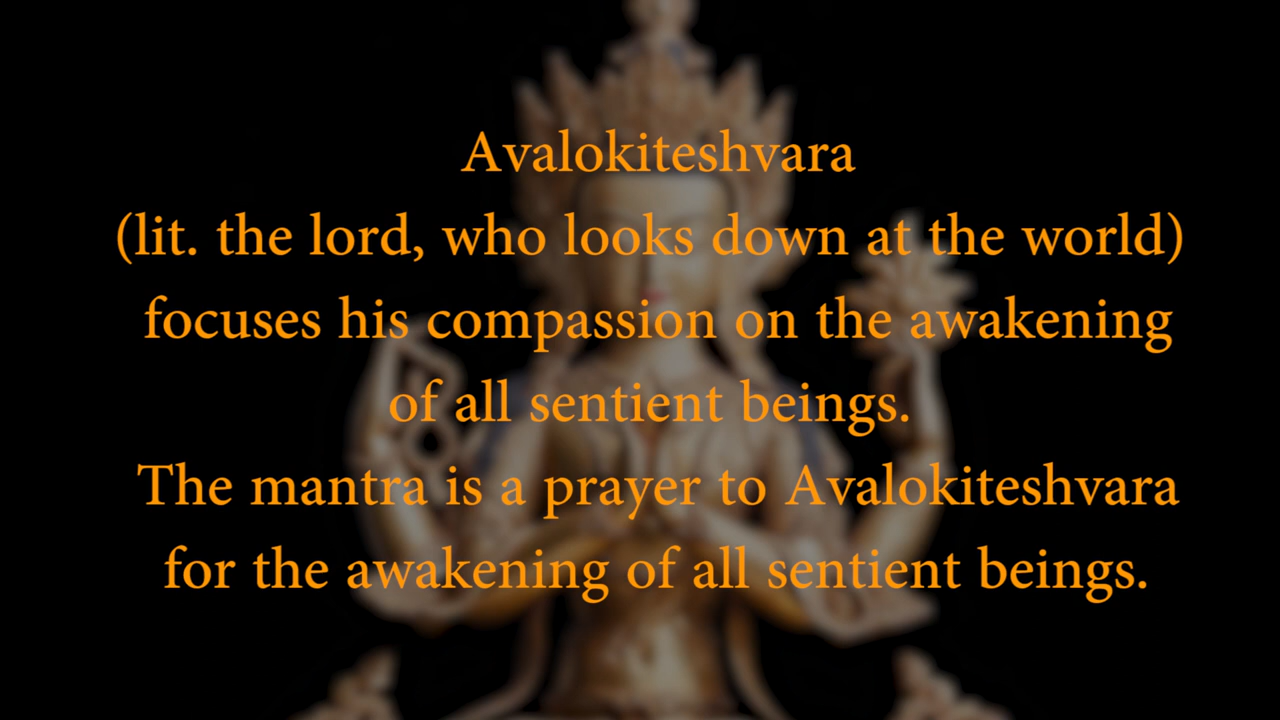 Avalokiteshvara
(lit. the lord, who looks down at the world)
focuses his compassion on the awakening
of all sentient beings.
The mantra is a prayer to Avalokiteshvara
for the awakening of all sentient beings.